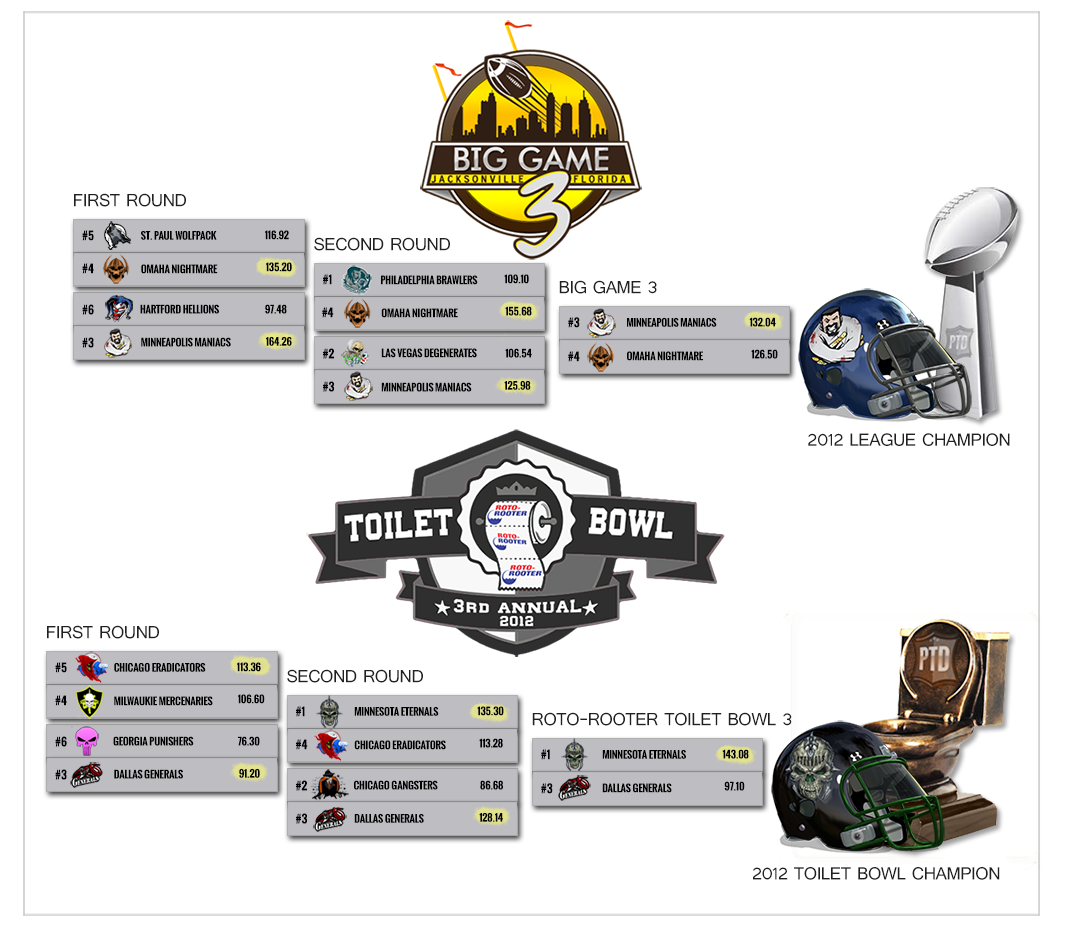 BIG GAME
JACKSONVILLE FLORIDA
3
FIRST ROUND
#5 ST. PAUL WOLFPACK 116.92
#4 OMAHA NIGHTMARE 135.20
#6 HARTFORD HELLIONS 97.48
#3 MINNEAPOLIS MANIACS 164.26
SECOND ROUND
#1 PHILADELPHIA BRAWLERS 109.10
#4 OMAHA NIGHTMARE 155.68
#2 LAS VEGAS DEGENERATES 106.54
#3 MINNEAPOLIS MANIACS 125.98
BIG GAME 3
#3 MINNEAPOLIS MANIACS 132.04
#4 OMAHA NIGHTMARE 126.50
PTD
2012 LEAGUE CHAMPION
TOILET BOWL
ROTO-
ROOTER
ROTO-
ROOTER
ROTO-
ROOTER
3RD ANNUAL
2012
FIRST ROUND
#5 CHICAGO ERADICATORS 113.36
#4 MILWAUKIE MERCENARIES 106.60
#6 GEORGIA PUNISHERS 76.30
#3 GENERALS DALLAS GENERALS 91.20
SECOND ROUND
#1 MINNESOTA ETERNALS 135.30
#4 CHICAGO ERADICATORS 113.28
#2 CHICAGO GANGSTERS 86.68
#3 GENERALS DALLAS GENERALS 128.14
ROTO-ROOTER TOILET BOWL 3
#1 MINNESOTA ETERNALS 143.08
#3 GENERALS DALLAS GENERALS 97.10
PTD
2012 TOILET BOWL CHAMPION